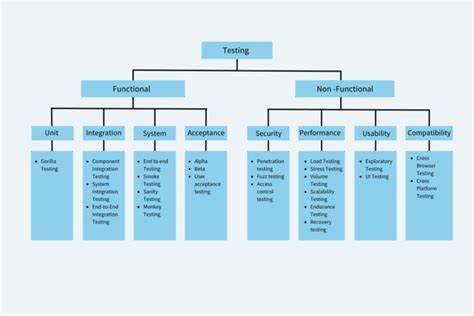 Testing
Functional
Non -Functional
Unit
Integration
System
Acceptance
Security
Performance
Usability
Compatibility
• Gorilla
Testing
• Component
Integration
Testing
• System
Integration
Testing
• End-to-End
Integration
Testing
• End-to-end
Testing
• Smoke
Testing
• Sanity
Testing
• Monkey
Testing
• Alpha
• Beta
• User
acceptance
testing
• Penetration
testing
• Fuzz testing
• Access
control
testing
• Load Testing
• Stress Testing
• Volume
Testing
• Scalability
Testing
• Endurance
Testing
• Recovery
testing
• Exploratory
Testing
• UI Testing
• Cross
Browser
Testing
• Cross
Platform
Testing